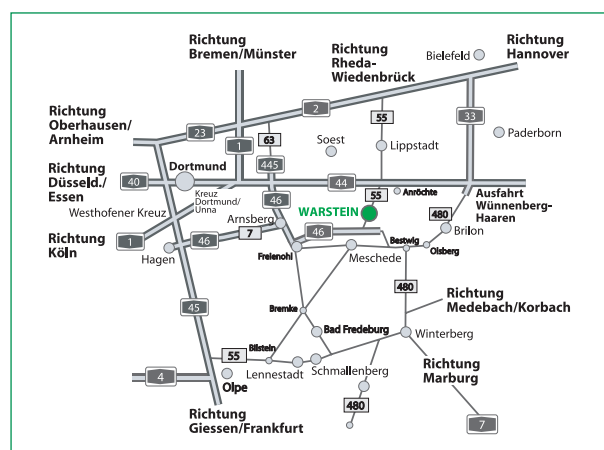 Richtung
Bremen/Münster
Richtung
Rheda-
Wiedenbrück
Bielefeld
Richtung
Hannover
Richtung
Oberhausen/
Arnheim
2
23
1
63
55
33
Soest
Lippstadt
Paderborn
445
Richtung
Düsseld./
Essen
40
Dortmund
44
55
Anröchte
Ausfahrt
Wünnenberg-
Haaren
Kreuz
Dortmund/
Unna
46
Westhofener Kreuz
Arnsberg
WARSTEIN
480
Brilon
Richtung
Köln
1
46
7
46
Hagen
Freienohl
Meschede
Bestwig
Olsberg
480
45
Bremke
Richtung
Medebach/Korbach
Bad Fredeburg
Winterberg
Bilstein
55
Lennestadt
Schmallenberg
Richtung
Marburg
4
Olpe
480
7
Richtung
Giessen/Frankfurt